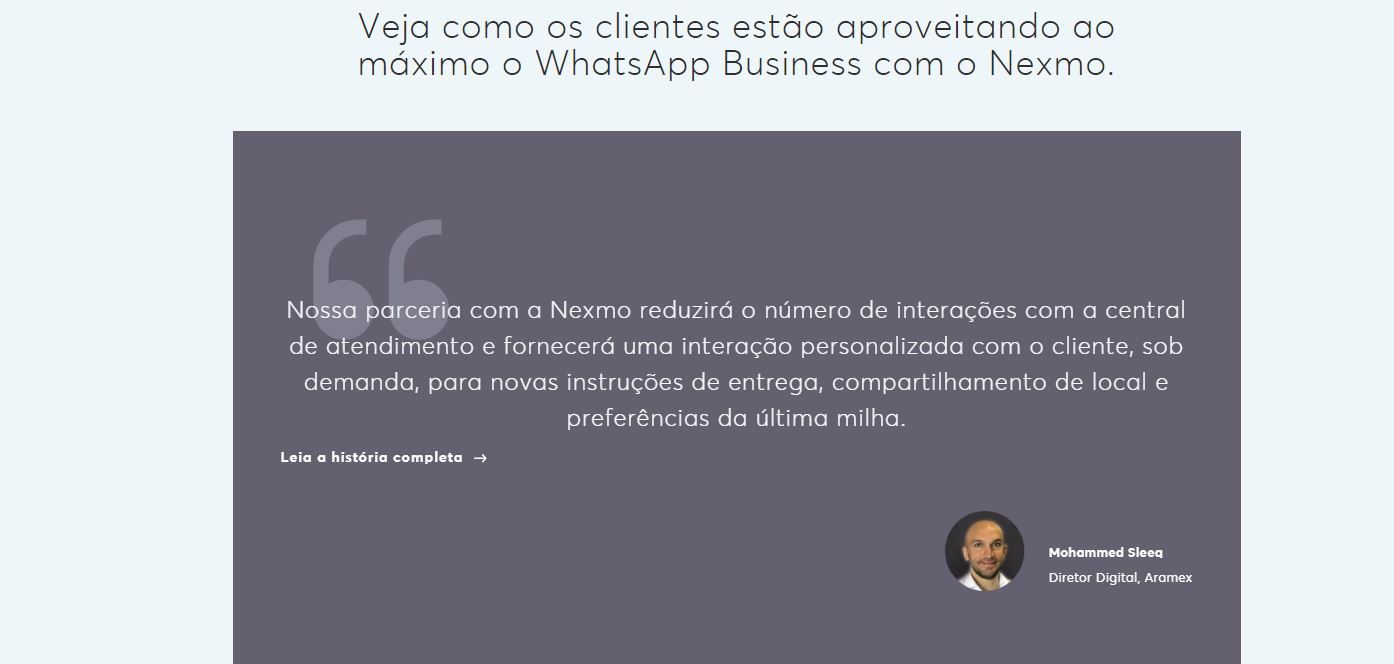 Veja como os clientes estão aproveitando ao
máximo o WhatsApp Business com o Nexmo.
Nossa parceria com a Nexmo reduzirá o número de interações com a central
de atendimento e fornecerá uma interação personalizada com o cliente, sob
demanda, para novas instruções de entrega, compartilhamento de local e
preferências da última milha.
Leia a história completa →
Mohammed Sleeq
Diretor Digital, Aramex